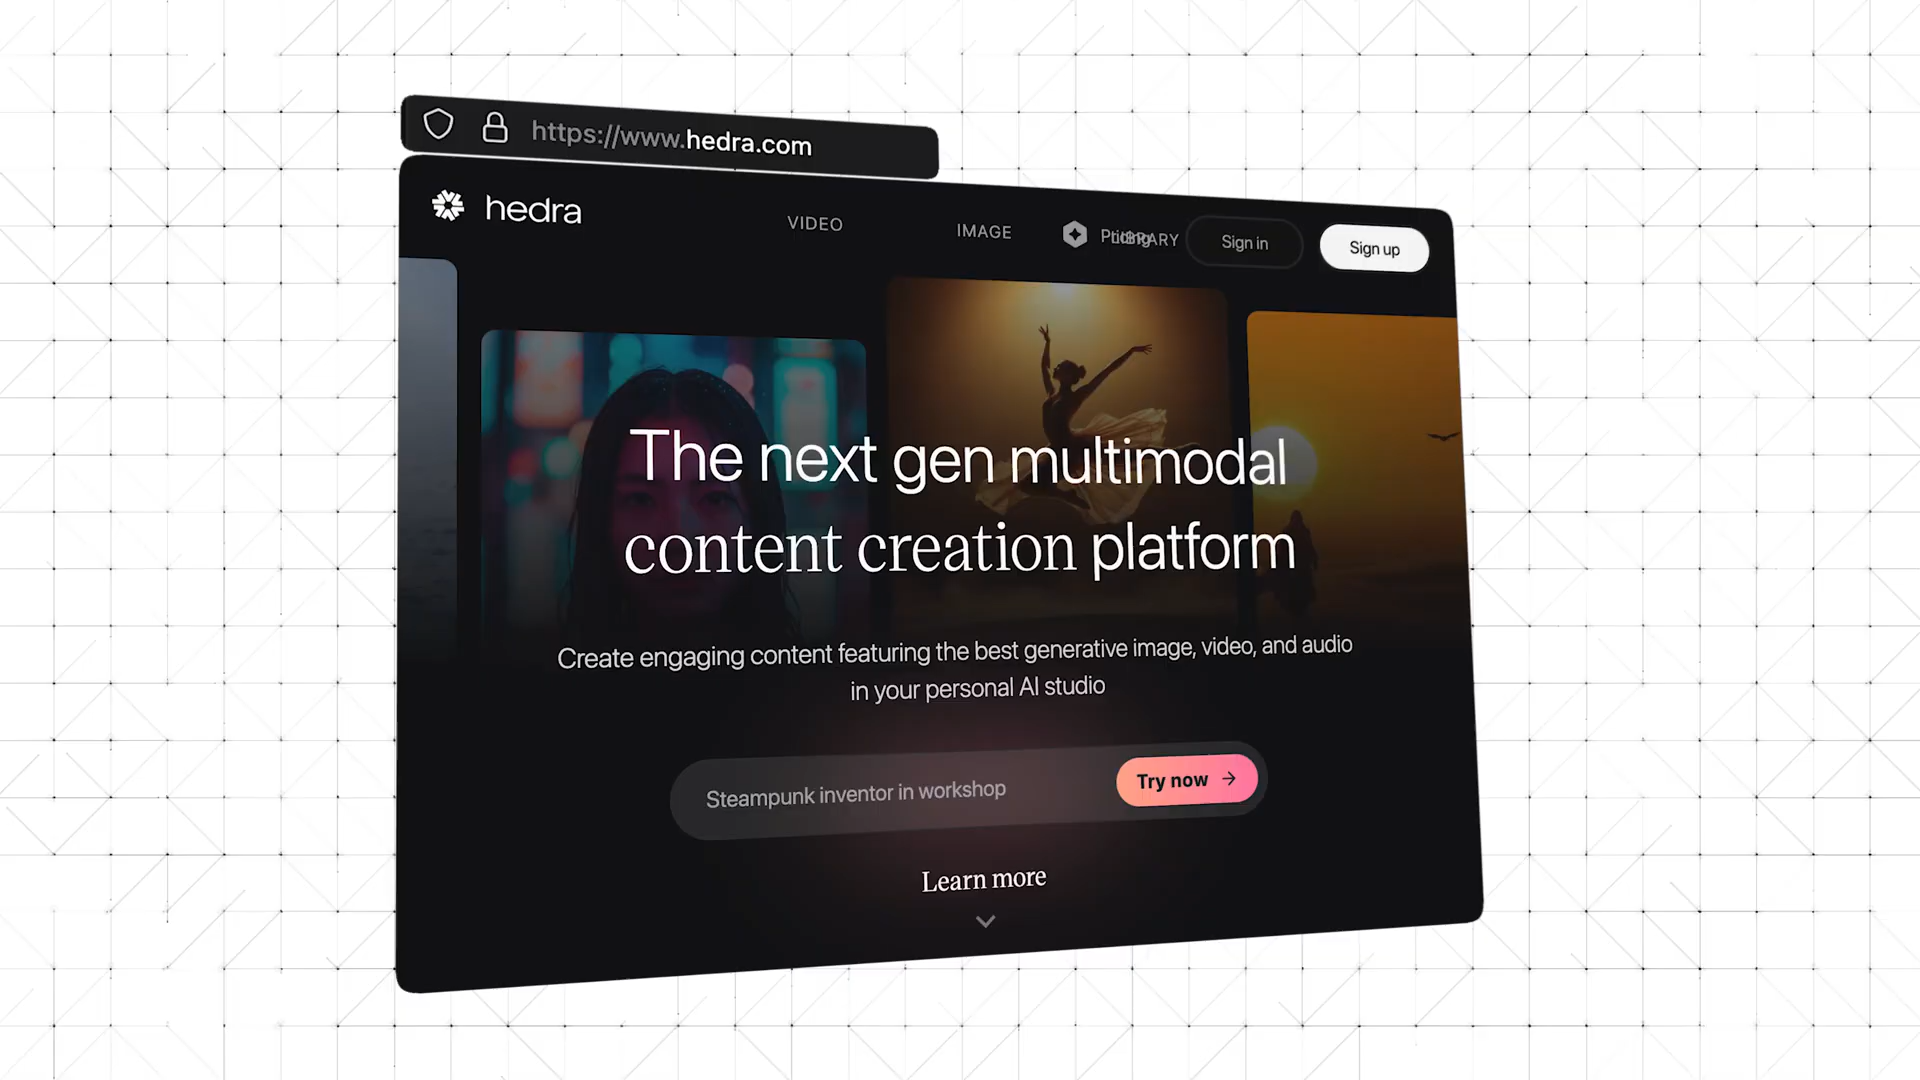 https://www.hedra.com
hedra
VIDEO
IMAGE
Pricing
LIBRARY
Sign in
Sign up
The next gen multimodal
content creation platform
Create engaging content featuring the best generative image, video, and audio
in your personal AI studio
Steampunk inventor in workshop
Try now
Learn more